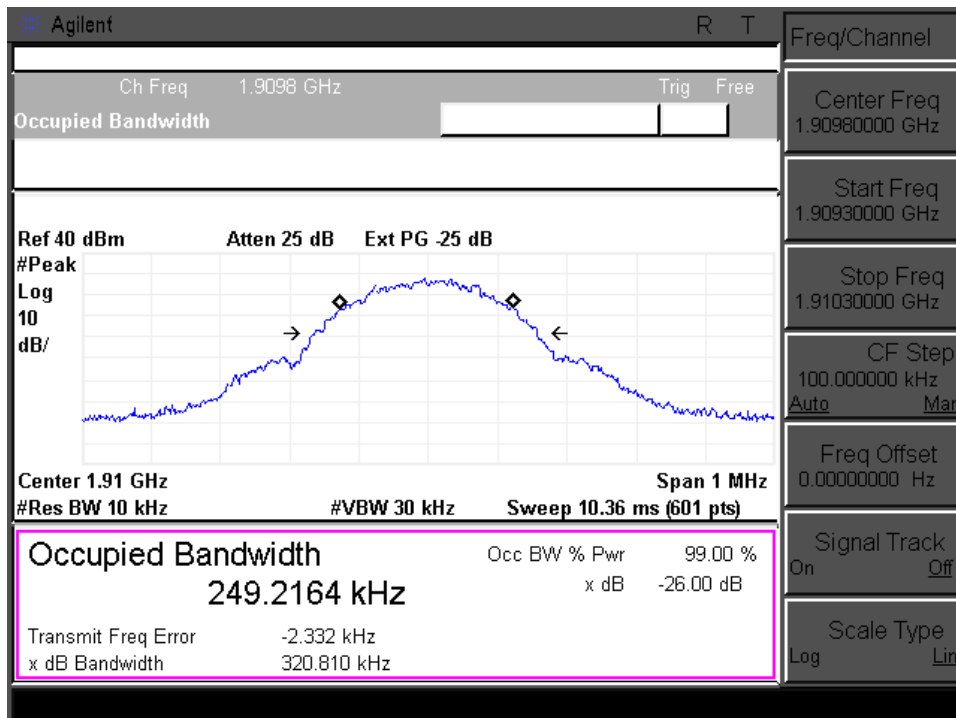 Agilent R T
Ch Freq 1.9098 GHz Trig Free
Occupied Bandwidth
Ref 40 dBm Atten 25 dB Ext PG -25 dB
#Peak
Log
10
dB/
Center 1.91 GHz Span 1 MHz
#Res BW 10 kHz #VBW 30 kHz Sweep 10.36 ms (601 pts)
Occupied Bandwidth
249.2164 kHz
Occ BW % Pwr 99.00 %
x dB -26.00 dB
Transmit Freq Error -2.332 kHz
x dB Bandwidth 320.810 kHz
Freq/Channel
Center Freq
1.90980000 GHz
Start Freq
1.90930000 GHz
Stop Freq
1.91030000 GHz
CF Step
100.000000 kHz
Auto Man
Freq Offset
0.00000000 Hz
Signal Track
On Off
Scale Type
Log Lin